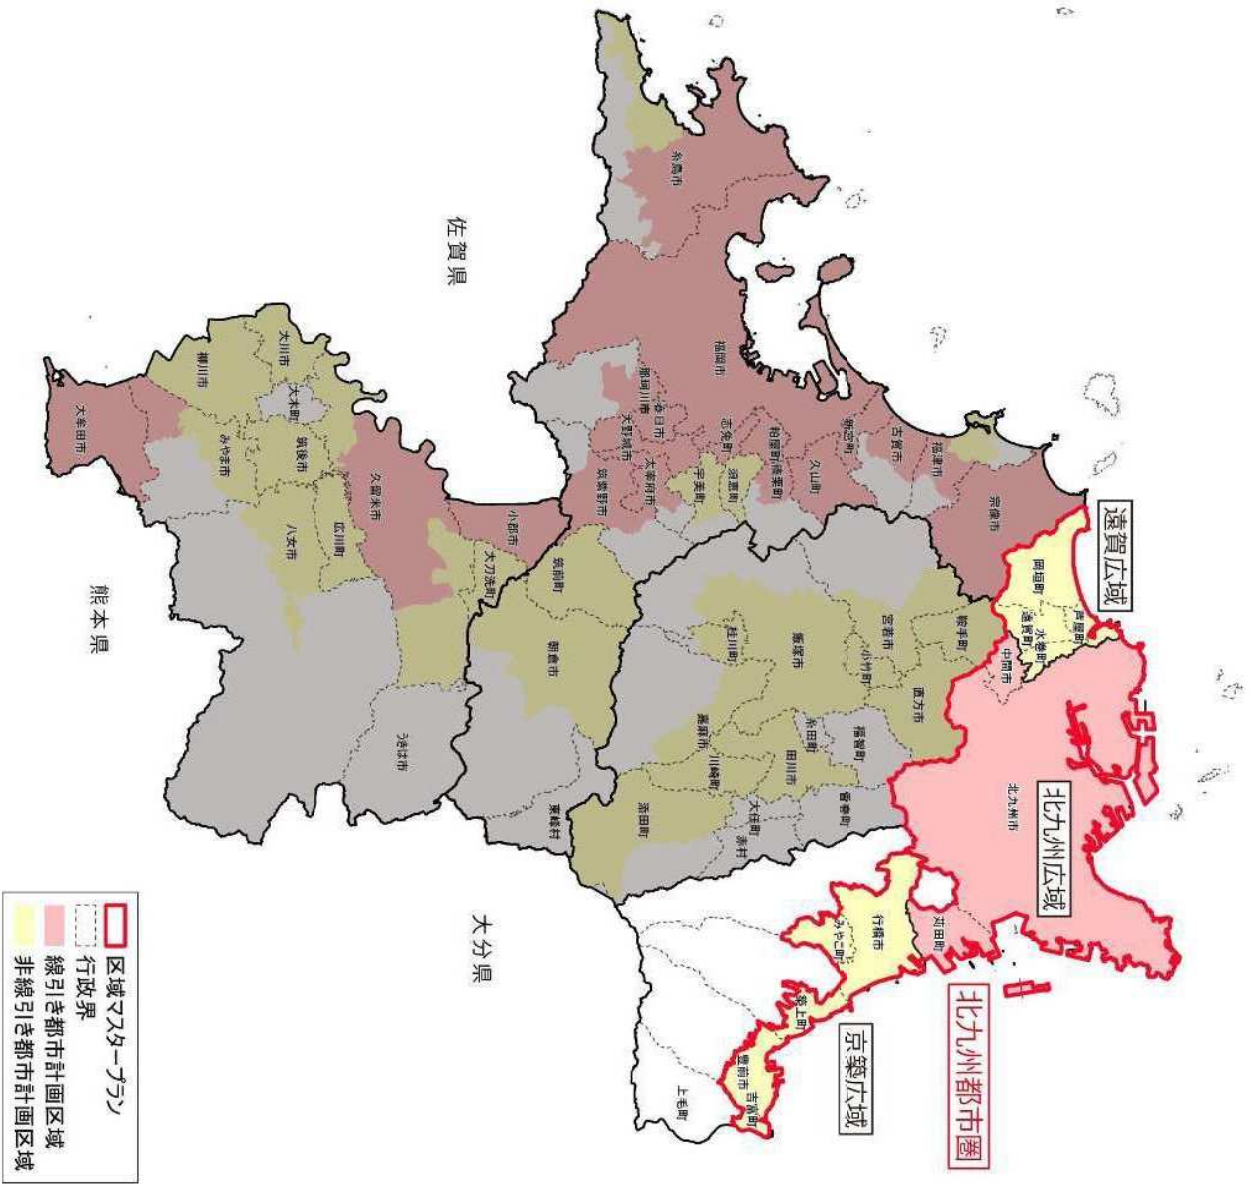 遠賀広域
北九州広域
北九州都市圏
京築広域
芦屋町
岡垣町
水巻町
遠賀町
中間市
北九州市
苅田町
行橋市
みやこ町
築上町
豊前市
吉富町
上毛町
宗像市
福津市
古賀市
新宮町
久山町
粕屋町
篠栗町
志免町
須恵町
宇美町
福岡市
春日市
那珂川市
大野城市
太宰府市
筑紫野市
糸島市
鞍手町
宮若市
小竹町
直方市
飯塚市
桂川町
福智町
糸田町
田川市
香春町
嘉麻市
川崎町
大任町
赤村
添田町
筑前町
朝倉市
東峰村
小郡市
大刀洗町
久留米市
うきは市
広川町
筑後市
八女市
大木町
大川市
柳川市
みやま市
大牟田市
佐賀県
熊本県
大分県
区域マスタープラン
行政界
線引き都市計画区域
非線引き都市計画区域